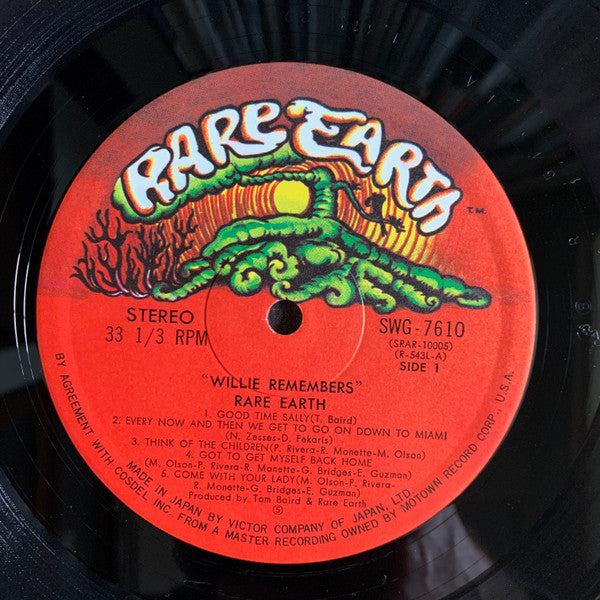 RARE EARTH
T.M.
STEREO
33 1/3 RPM
SWG-7610
(SRAR-10005)
(R-543L-A)
SIDE 1
"WILLIE REMEMBERS"
RARE EARTH
1. GOOD TIME SALLY(T. Baird)
2. EVERY NOW AND THEN WE GET TO GO ON DOWN TO MIAMI
(N. Zesses-D. Fekaris)
3. THINK OF THE CHILDREN(P. Rivera-R. Monette-M. Olson)
4. GOT TO GET MYSELF BACK HOME
(M. Olson-P. Rivera-R. Monette-G. Bridges-E. Guzman)
5. COME WITH YOUR LADY(M. Olson-P. Rivera-
R. Monette-G. Bridges-E. Guzman)
Produced by Tom Baird & Rare Earth
Ⓢ
MADE IN JAPAN BY VICTOR COMPANY OF JAPAN, LTD.
BY AGREEMENT WITH COSDEL INC. FROM A MASTER RECORDING OWNED BY MOTOWN RECORD CORP., U.S.A.